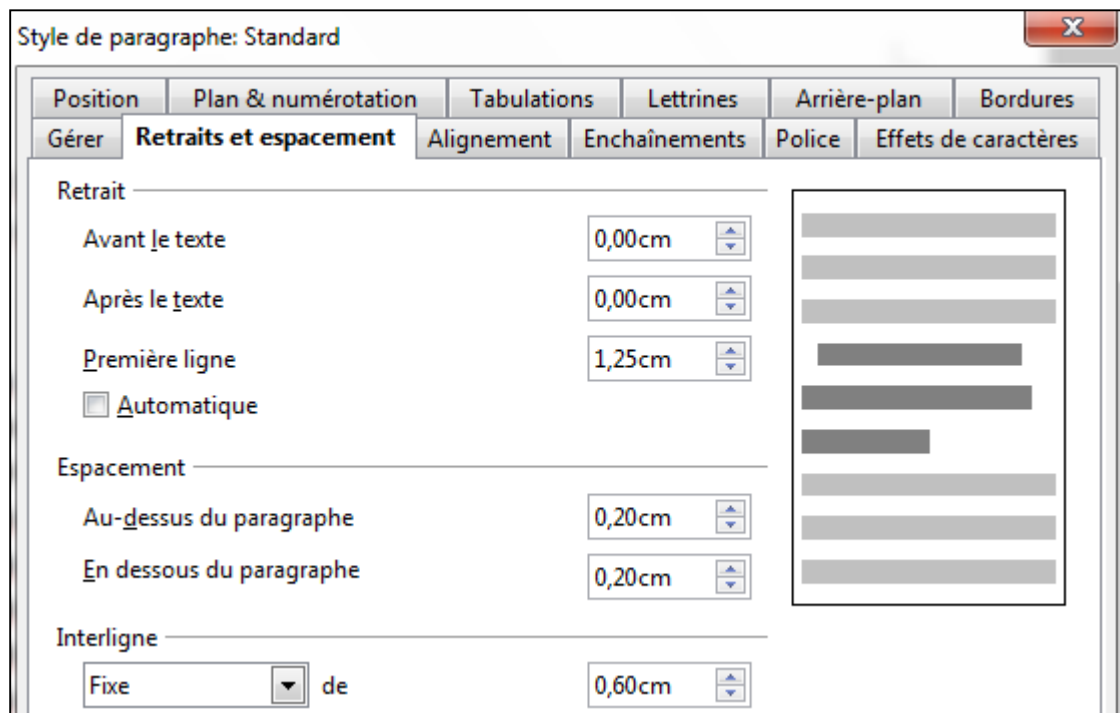 Style de paragraphe: Standard
x
Position Plan & numérotation Tabulations Lettrines Arrière-plan Bordures
Gérer Retraits et espacement Alignement Enchaînements Police Effets de caractères
Retrait
Avant le texte 0,00cm
Après le texte 0,00cm
Première ligne 1,25cm
Automatique
Espacement
Au-dessus du paragraphe 0,20cm
En dessous du paragraphe 0,20cm
Interligne
Fixe de 0,60cm